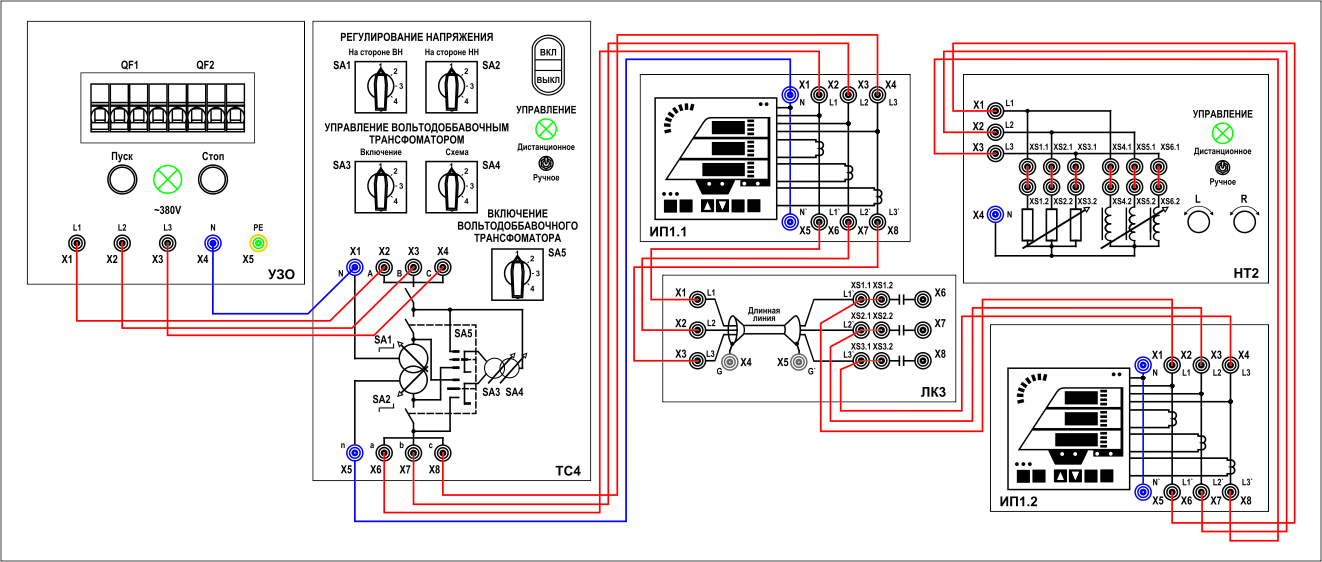 QF1 QF2
Пуск Стоп
~380V
L1 L2 L3 N PE
X1 X2 X3 X4 X5
УЗО
РЕГУЛИРОВАНИЕ НАПРЯЖЕНИЯ
На стороне ВН На стороне НН
SA1 1 2 3 4 1 2 3 4 SA2
ВКЛ
ВЫКЛ
УПРАВЛЕНИЕ
Дистанционное
Ручное
УПРАВЛЕНИЕ ВОЛЬТОДОББАВОЧНЫМ
ТРАНСФОМАТОРОМ
Включение Схема
SA3 1 2 3 4 1 2 3 4 SA4
ВКЛЮЧЕНИЕ
ВОЛЬТОДОББАВОЧНОГО
ТРАНСФОМАТОРА
SA5
1 2 3 4
X1 X2 X3 X4
N A B C
SA1
SA5
SA2
SA3 SA4
n a b c
X5 X6 X7 X8
ТС4
X1 X2 X3 X4
N L1 L2 L3
N` L1` L2` L3`
X5 X6 X7 X8
ИП1.1
X1 L1
X2 L2
X3 L3
Длинная
линия
G X4
X5 G`
L1` XS1.1 XS1.2 X6
L2` XS2.1 XS2.2 X7
L3` XS3.1 XS3.2 X8
ЛК3
X1 L1
X2 L2
X3 L3
XS1.1 XS2.1 XS3.1 XS4.1 XS5.1 XS6.1
XS1.2 XS2.2 XS3.2 XS4.2 XS5.2 XS6.2
X4 N
УПРАВЛЕНИЕ
Дистанционное
Ручное
L R
НТ2
X1 X2 X3 X4
N L1 L2 L3
N` L1` L2` L3`
X5 X6 X7 X8
ИП1.2